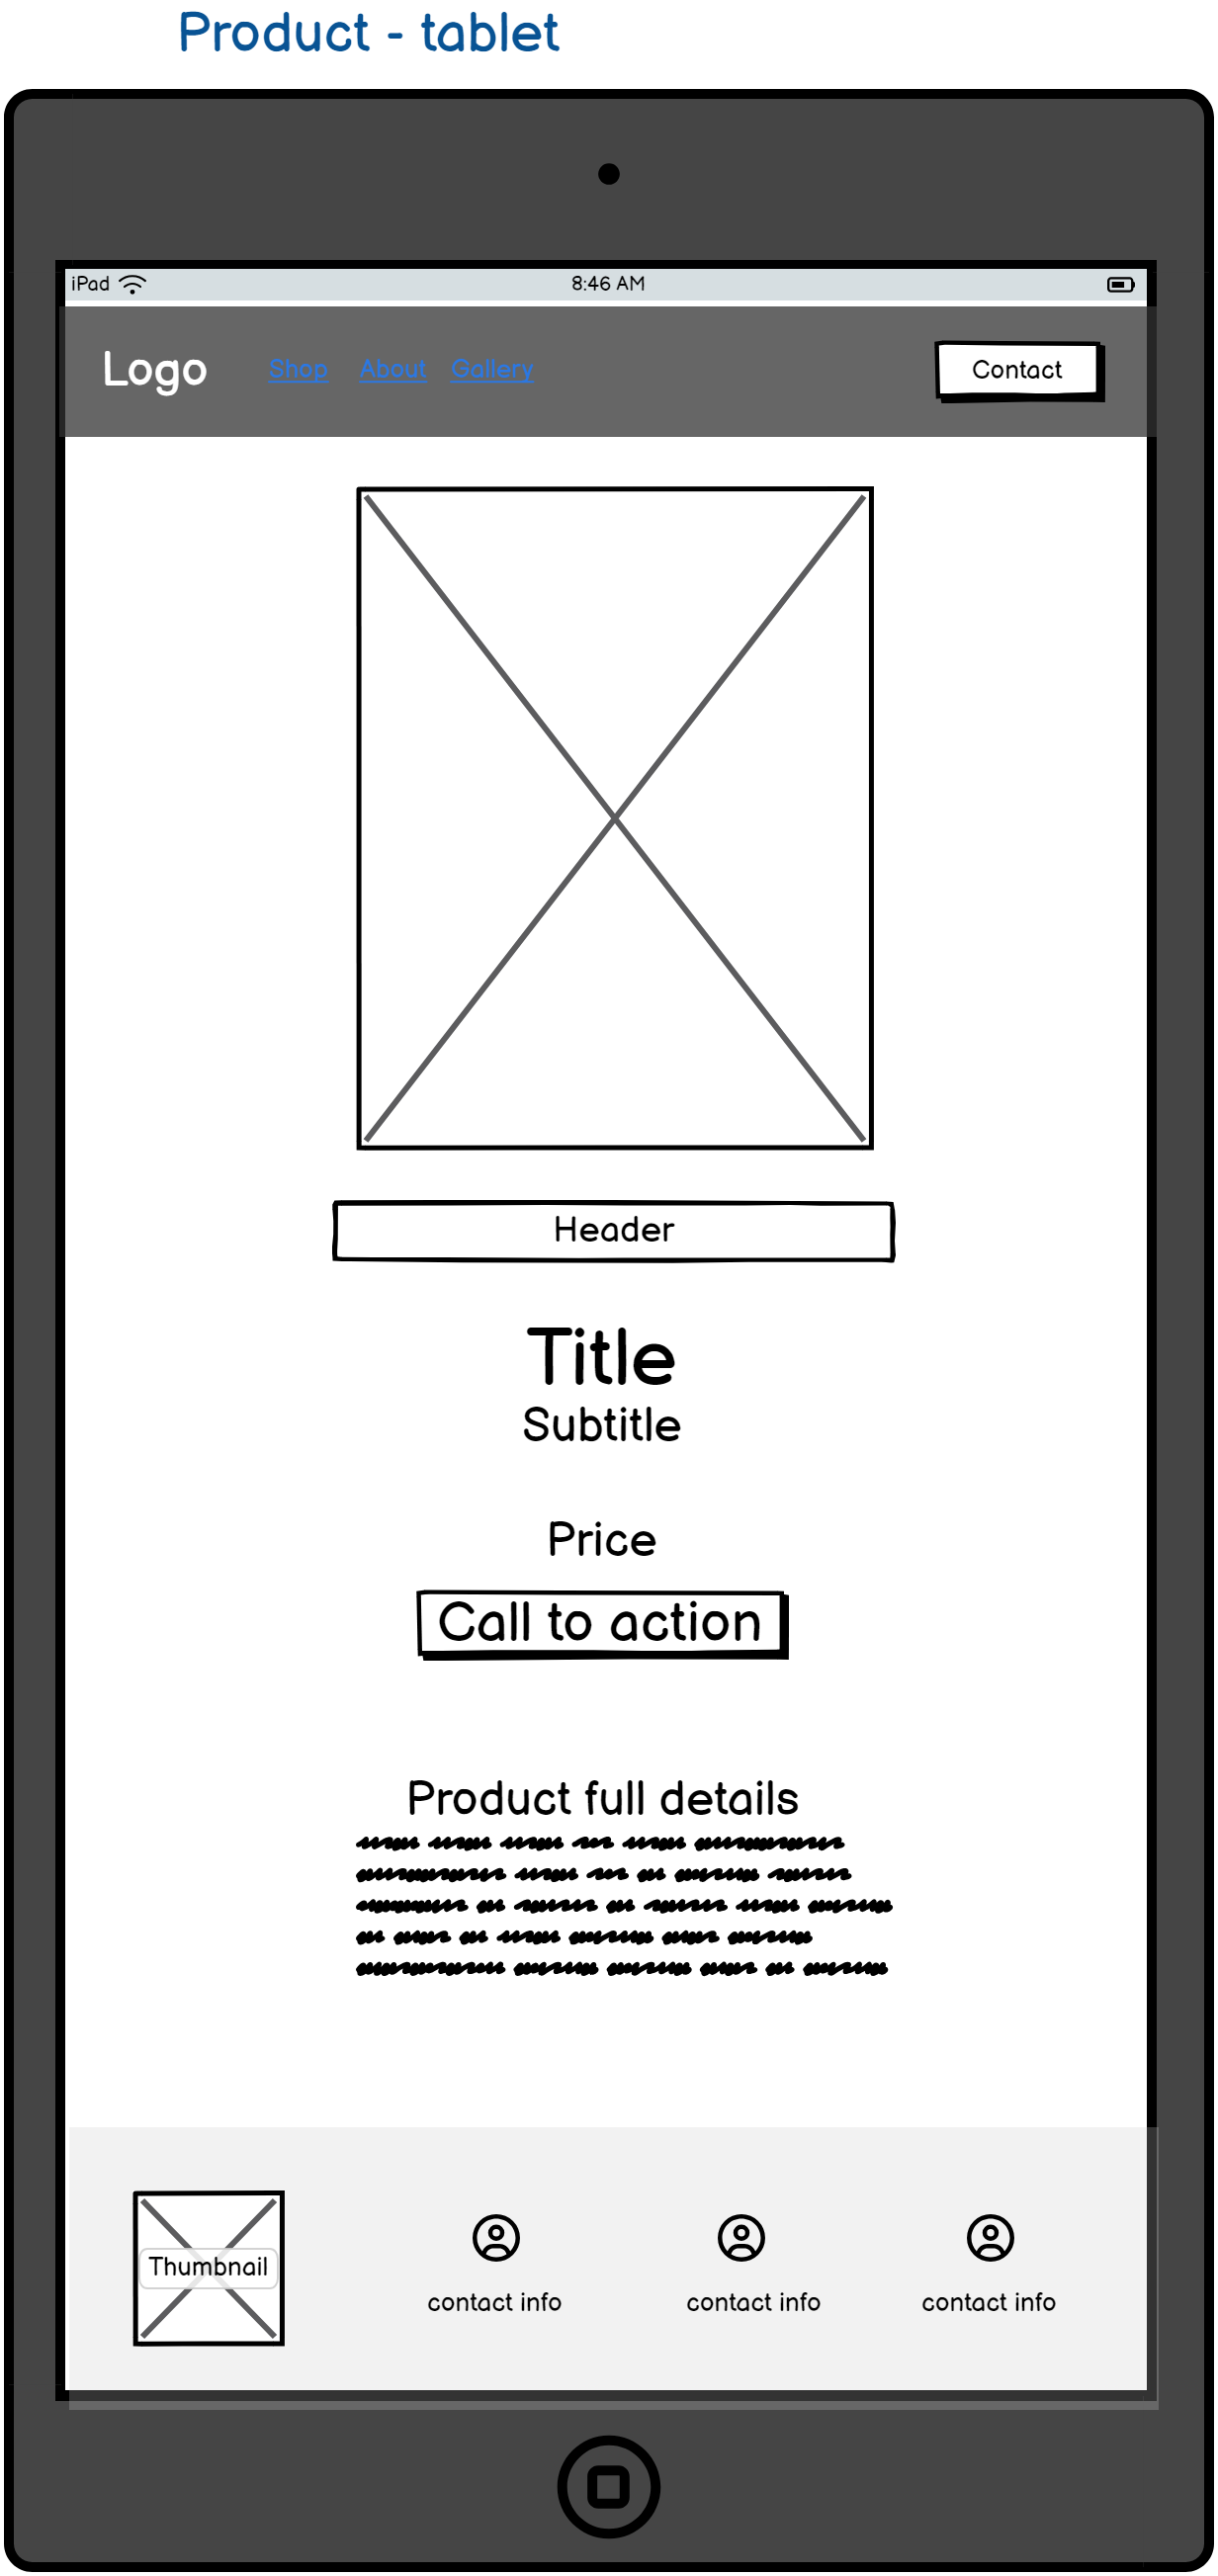 Product - tablet
iPad 8:46 AM
Logo Shop About Gallery Contact
Header
Title
Subtitle
Price
Call to action
Product full details
Thumbnail
contact info contact info contact info